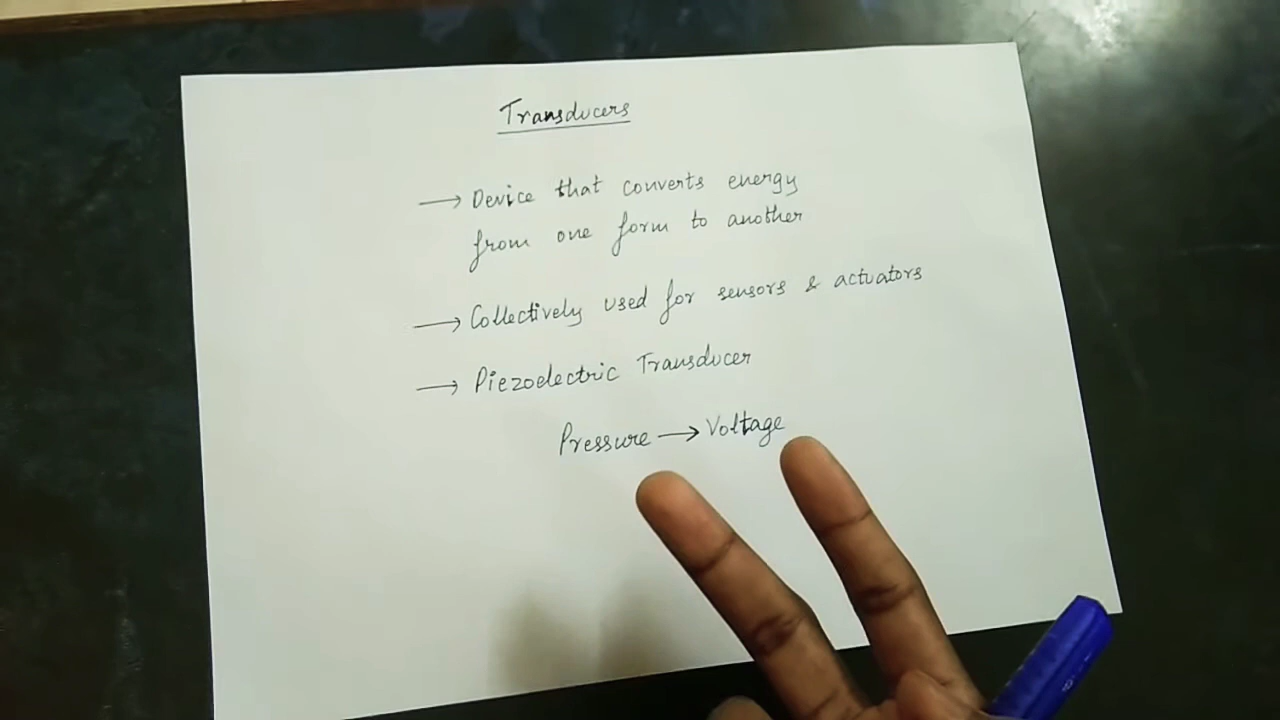 Transducers
→ Device that converts energy
from one form to another
→ Collectively used for sensors & actuators
→ Piezoelectric Transducer
Pressure → Voltage